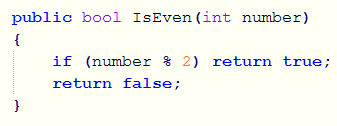 public bool IsEven(int number)
{
    if (number % 2) return true;
    return false;
}